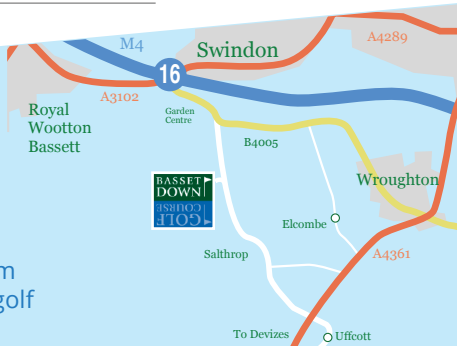 M4
Swindon
A4289
16
A3102
Royal
Wootton
Bassett
Garden
Centre
B4005
BASSET
DOWN
GOLF
COURSE
Wroughton
Elcombe
Salthrop
A4361
m
golf
To Devizes
Uffcott